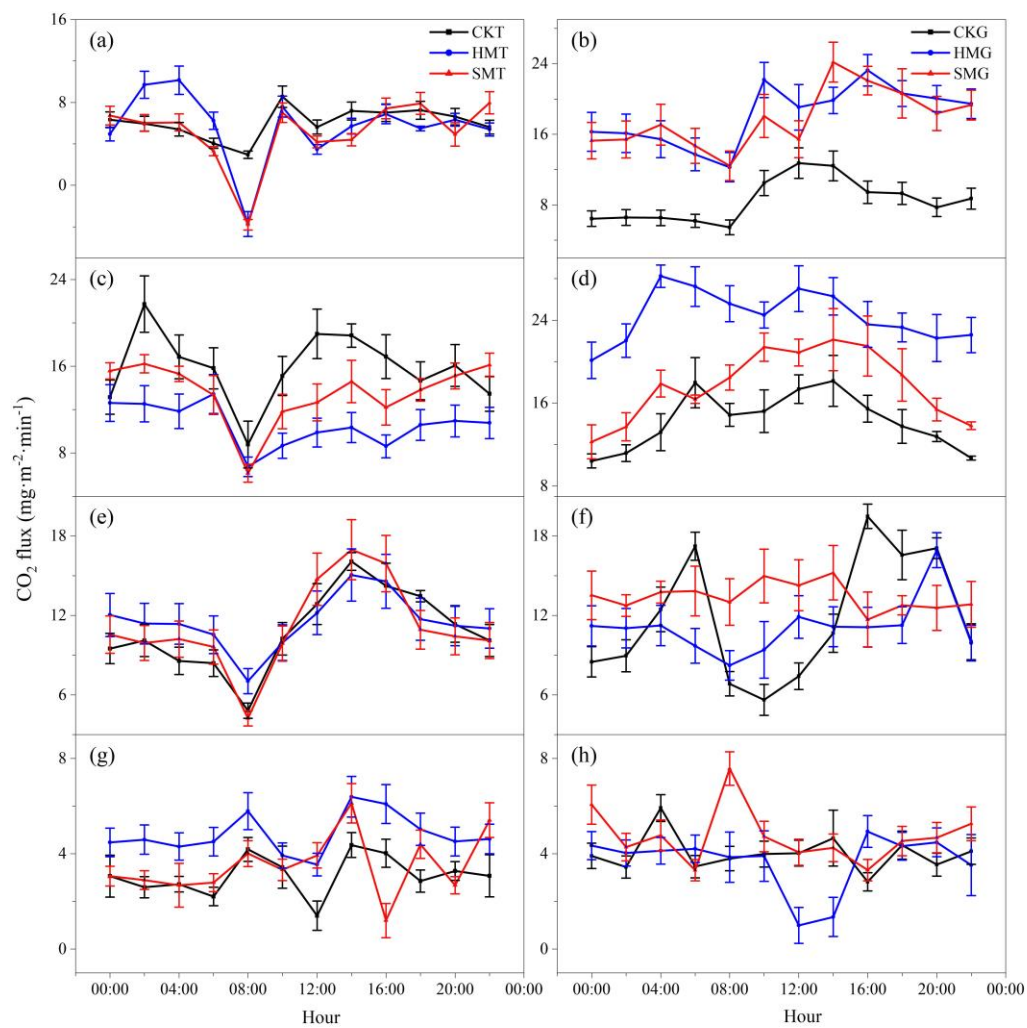 16
8
0
(a)
CKT
HMT
SMT
24
16
8
(b)
CKG
HMG
SMG
24
16
8
(c)
24
16
8
(d)
18
12
6
(e)
18
12
6
(f)
8
4
0
(g)
8
4
0
(h)
CO₂ flux (mg·m⁻²·min⁻¹)
00:00 04:00 08:00 12:00 16:00 20:00 00:00
00:00 04:00 08:00 12:00 16:00 20:00 00:00
Hour
Hour